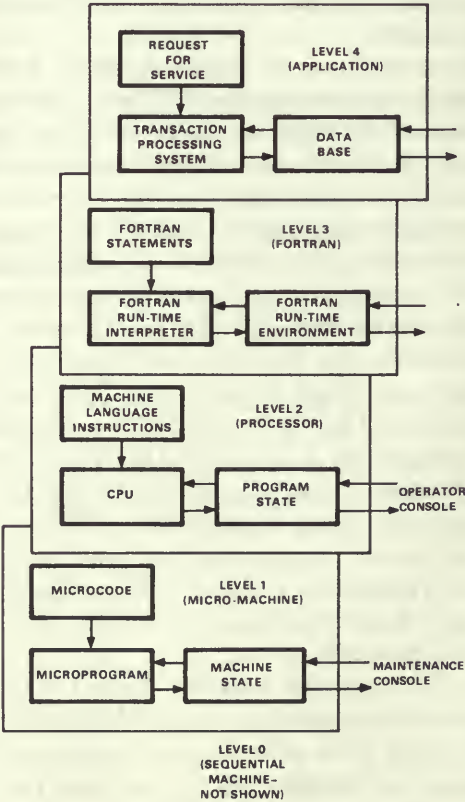 REQUEST
FOR
SERVICE
LEVEL 4
(APPLICATION)
TRANSACTION
PROCESSING
SYSTEM
DATA
BASE
FORTRAN
STATEMENTS
LEVEL 3
(FORTRAN)
FORTRAN
RUN-TIME
INTERPRETER
FORTRAN
RUN-TIME
ENVIRONMENT
MACHINE
LANGUAGE
INSTRUCTIONS
LEVEL 2
(PROCESSOR)
CPU
PROGRAM
STATE
OPERATOR
CONSOLE
MICROCODE
LEVEL 1
(MICRO-MACHINE)
MICROPROGRAM
MACHINE
STATE
MAINTENANCE
CONSOLE
LEVEL 0
(SEQUENTIAL
MACHINE–
NOT SHOWN)